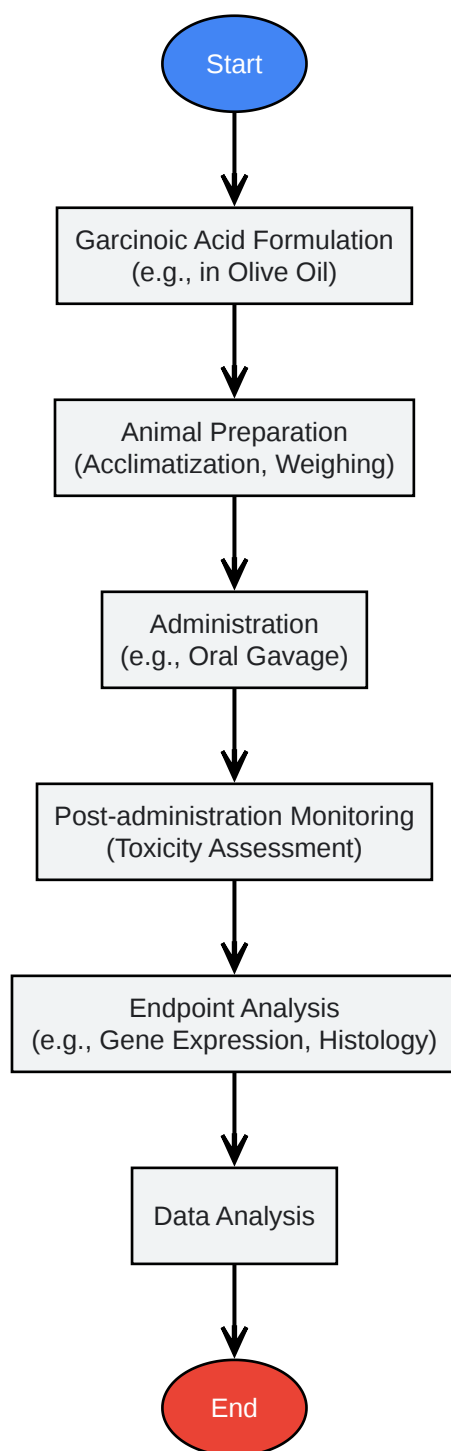 Start
Garcinoic Acid Formulation
(e.g., in Olive Oil)
Animal Preparation
(Acclimatization, Weighing)
Administration
(e.g., Oral Gavage)
Post-administration Monitoring
(Toxicity Assessment)
Endpoint Analysis
(e.g., Gene Expression, Histology)
Data Analysis
End